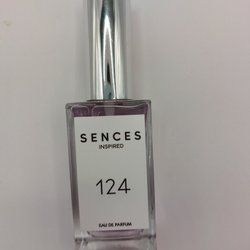 SENCES
INSPIRED
124
EAU DE PARFUM